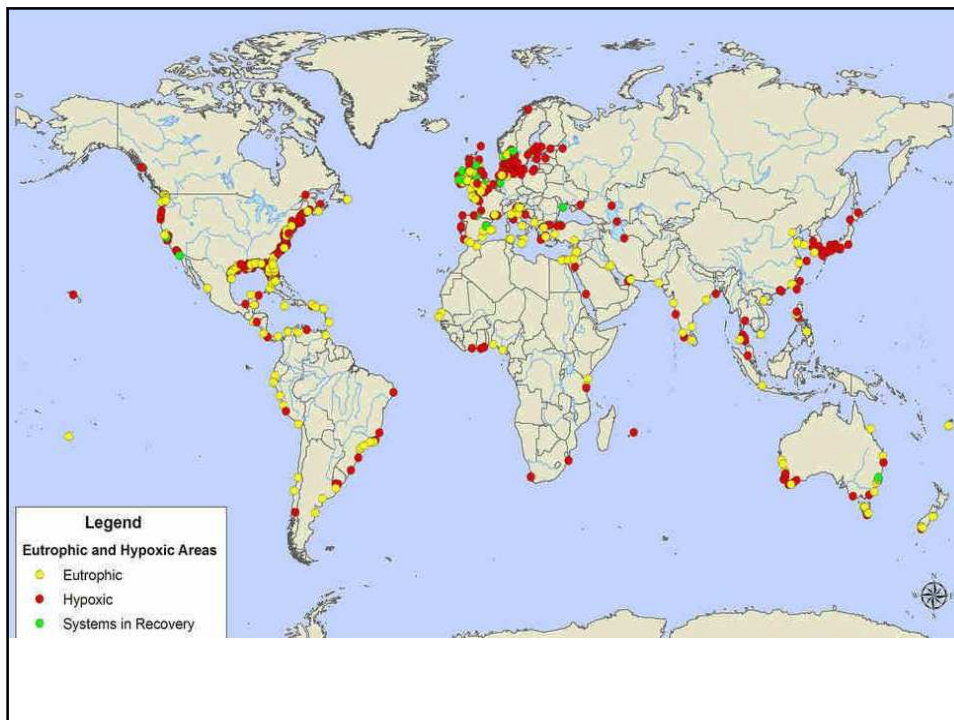 Legend
Eutrophic and Hypoxic Areas
Eutrophic
Hypoxic
Systems in Recovery
N
W E
S